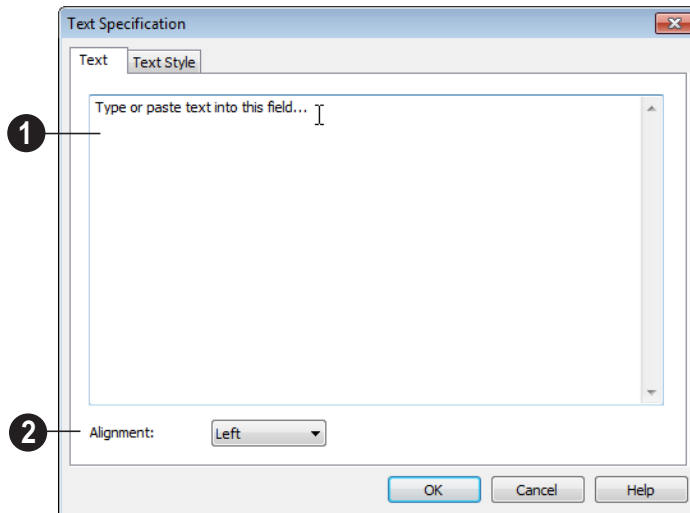 Text Specification
Text Text Style
Type or paste text into this field...
1
2 Alignment: Left
OK Cancel Help